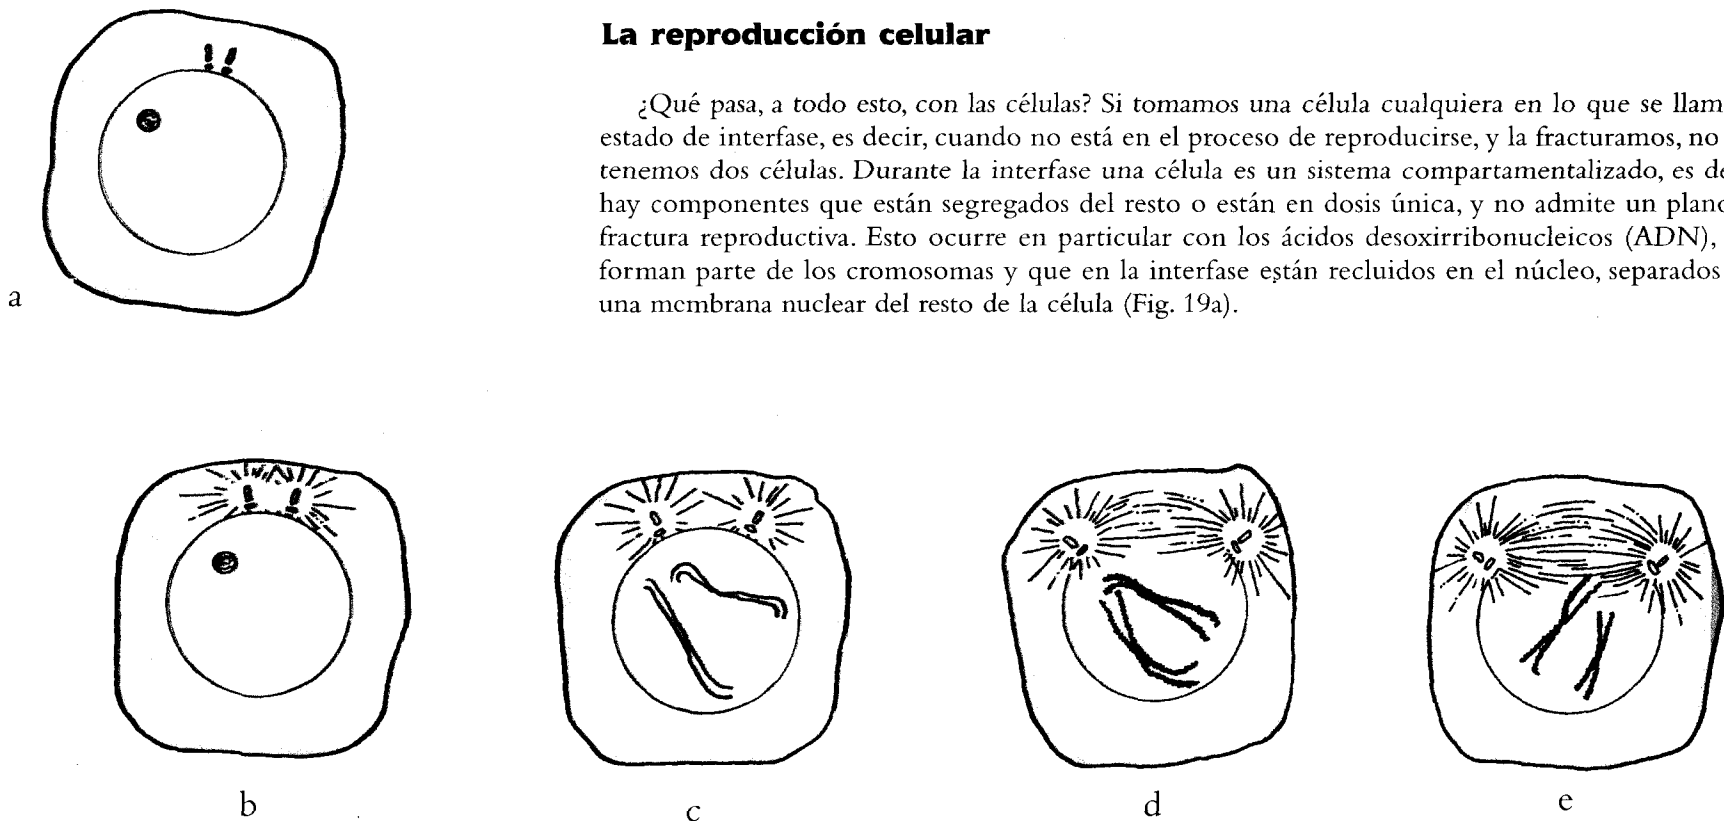 La reproducción celular
¿Qué pasa, a todo esto, con las células? Si tomamos una célula cualquiera en lo que se llam
estado de interfase, es decir, cuando no está en el proceso de reproducirse, y la fracturamos, no
tenemos dos células. Durante la interfase una célula es un sistema compartamentalizado, es de
hay componentes que están segregados del resto o están en dosis única, y no admite un plano
fractura reproductiva. Esto ocurre en particular con los ácidos desoxirribonucleicos (ADN),
forman parte de los cromosomas y que en la interfase están recluidos en el núcleo, separados
una membrana nuclear del resto de la célula (Fig. 19a).
a
b c d e